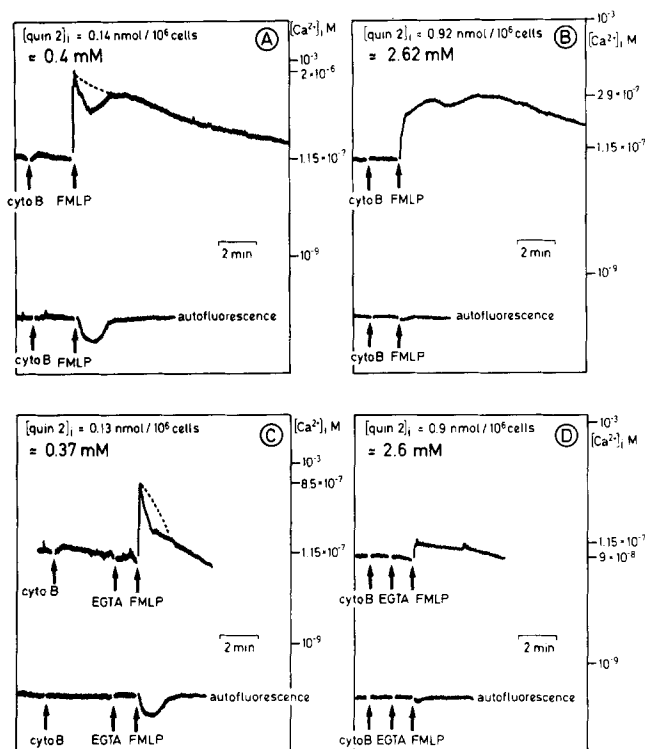 [quin 2]i = 0.14 nmol / 10⁶ cells
≃ 0.4 mM
A
[Ca²⁺]i M
10⁻³
2×10⁻⁶
1.15×10⁻⁷
10⁻⁹
cyto B
FMLP
2 min
autofluorescence
cyto B
FMLP
[quin 2]i = 0.92 nmol / 10⁶ cells
≃ 2.62 mM
B
10⁻³
[Ca²⁺]i M
2.9×10⁻⁷
1.15×10⁻⁷
10⁻⁹
cyto B
FMLP
2 min
autofluorescence
cyto B
FMLP
[quin 2]i = 0.13 nmol / 10⁶ cells
≃ 0.37 mM
C
10⁻³
8.5×10⁻⁷
1.15×10⁻⁷
10⁻⁹
cyto B
EGTA
FMLP
2 min
autofluorescence
cyto B
EGTA
FMLP
[quin 2]i = 0.9 nmol / 10⁶ cells
≃ 2.6 mM
D
10⁻³
[Ca²⁺]i M
1.15×10⁻⁷
9×10⁻⁸
10⁻⁹
cyto B
EGTA
FMLP
2 min
autofluorescence
cyto B
EGTA
FMLP